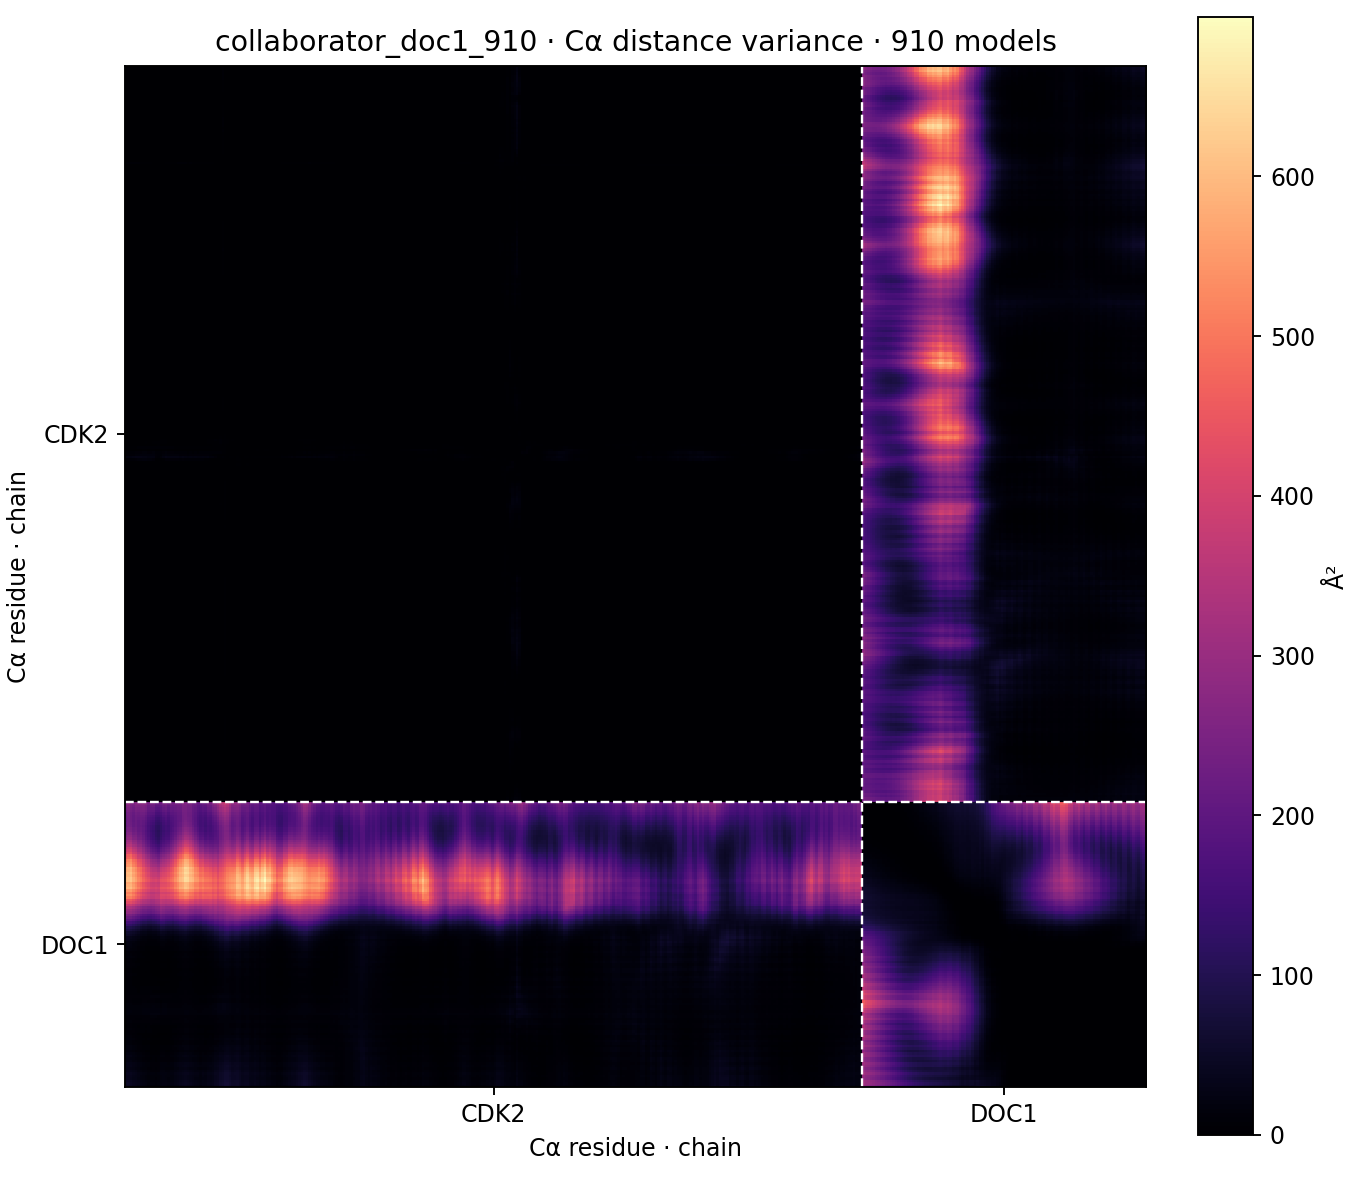 collaborator_doc1_910 · Cα distance variance · 910 models
Cα residue · chain
CDK2
DOC1
CDK2
DOC1
Cα residue · chain
600
500
400
300
200
100
0
Å²